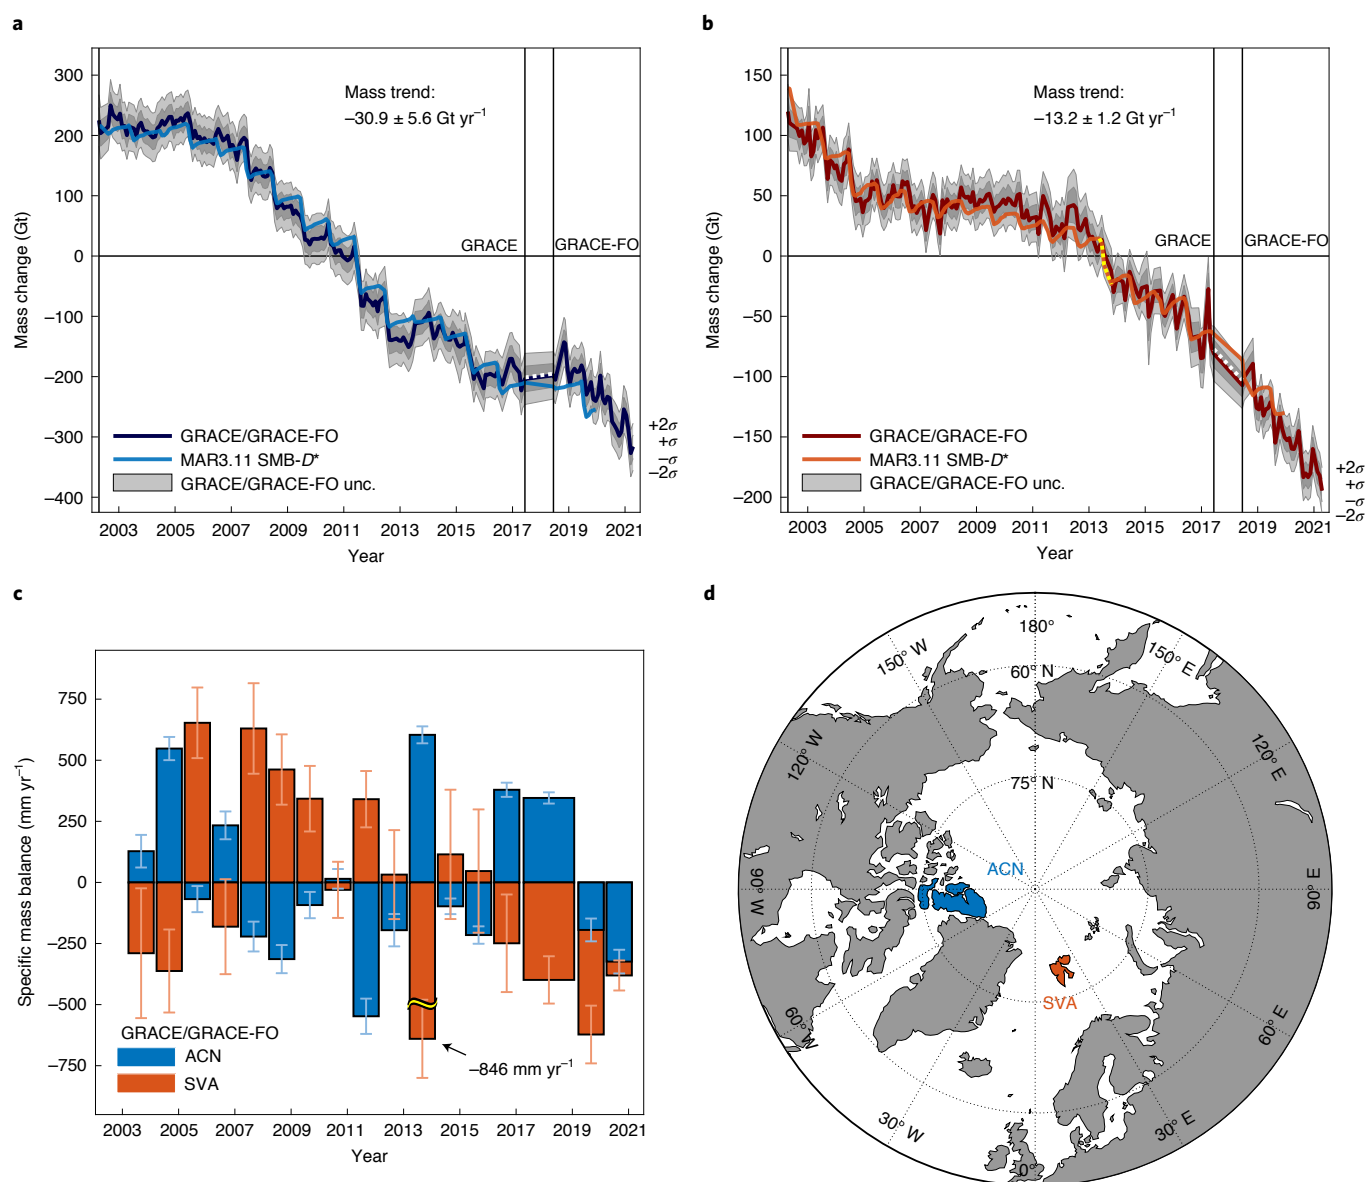 a
300
200
100
0
−100
−200
−300
−400
Mass change (Gt)
Mass trend:
−30.9 ± 5.6 Gt yr−1
GRACE
GRACE-FO
GRACE/GRACE-FO
MAR3.11 SMB-D*
GRACE/GRACE-FO unc.
+2σ
+σ
−σ
−2σ
2003 2005 2007 2009 2011 2013 2015 2017 2019 2021
Year
b
150
100
50
0
−50
−100
−150
−200
Mass change (Gt)
Mass trend:
−13.2 ± 1.2 Gt yr−1
GRACE
GRACE-FO
GRACE/GRACE-FO
MAR3.11 SMB-D*
GRACE/GRACE-FO unc.
+2σ
+σ
−σ
−2σ
2003 2005 2007 2009 2011 2013 2015 2017 2019 2021
Year
c
750
500
250
0
−250
−500
−750
Specific mass balance (mm yr−1)
GRACE/GRACE-FO
ACN
SVA
−846 mm yr−1
2003 2005 2007 2009 2011 2013 2015 2017 2019 2021
Year
d
180°
150° W
150° E
60° N
120° W
120° E
75° N
ACN
90° W
90° E
SVA
60° W
60° E
30° W
30° E
0°